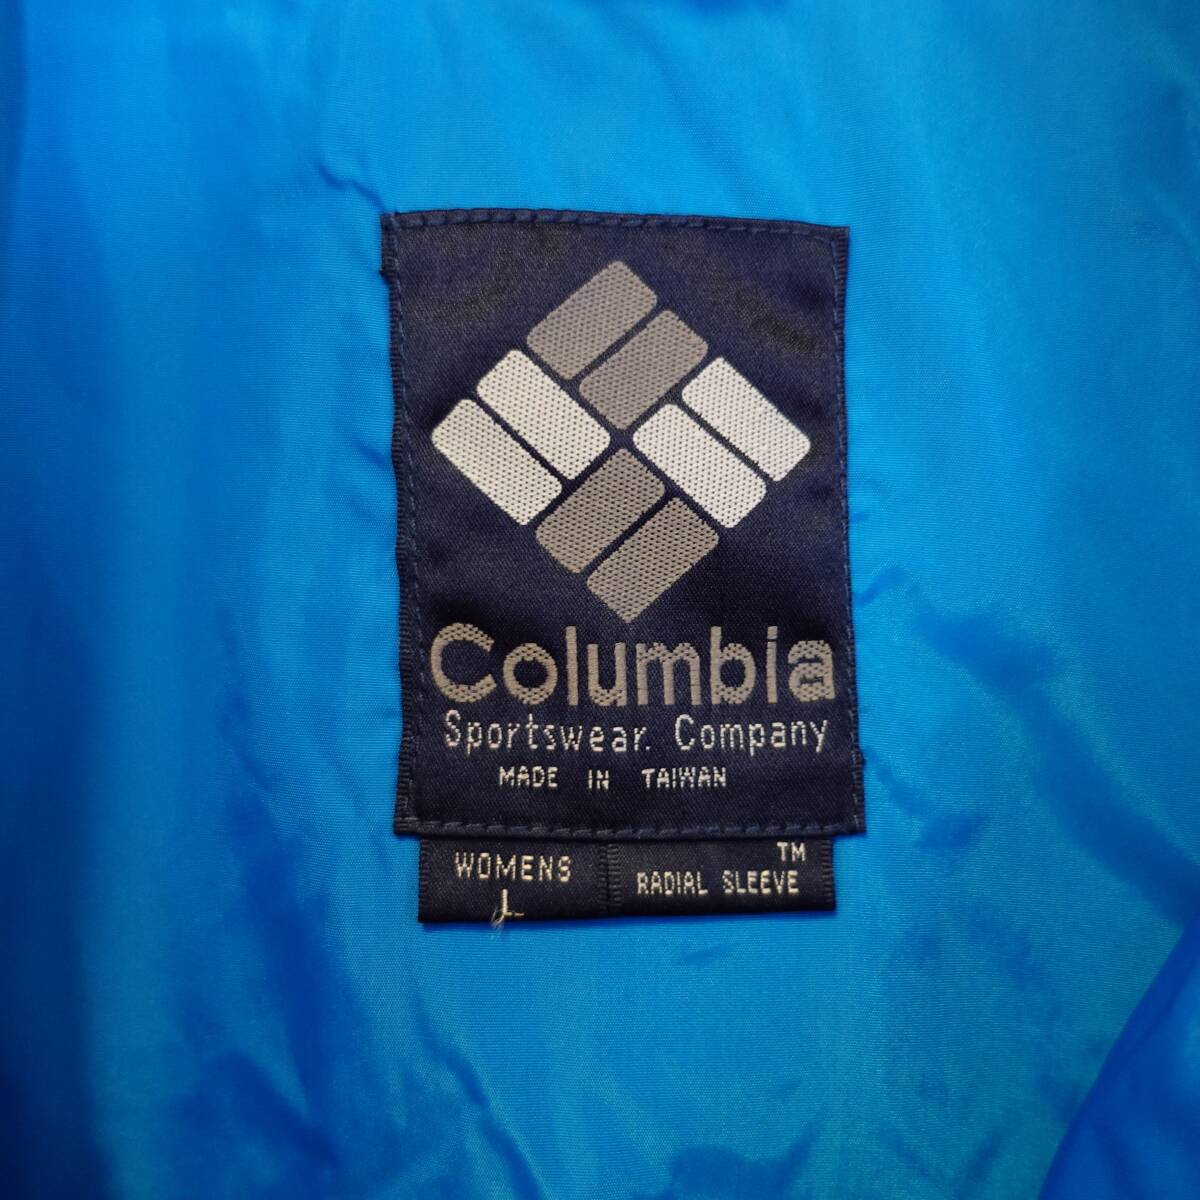 Columbia
Sportswear. Company
MADE IN TAIWAN
WOMENS
L
TM
RADIAL SLEEVE